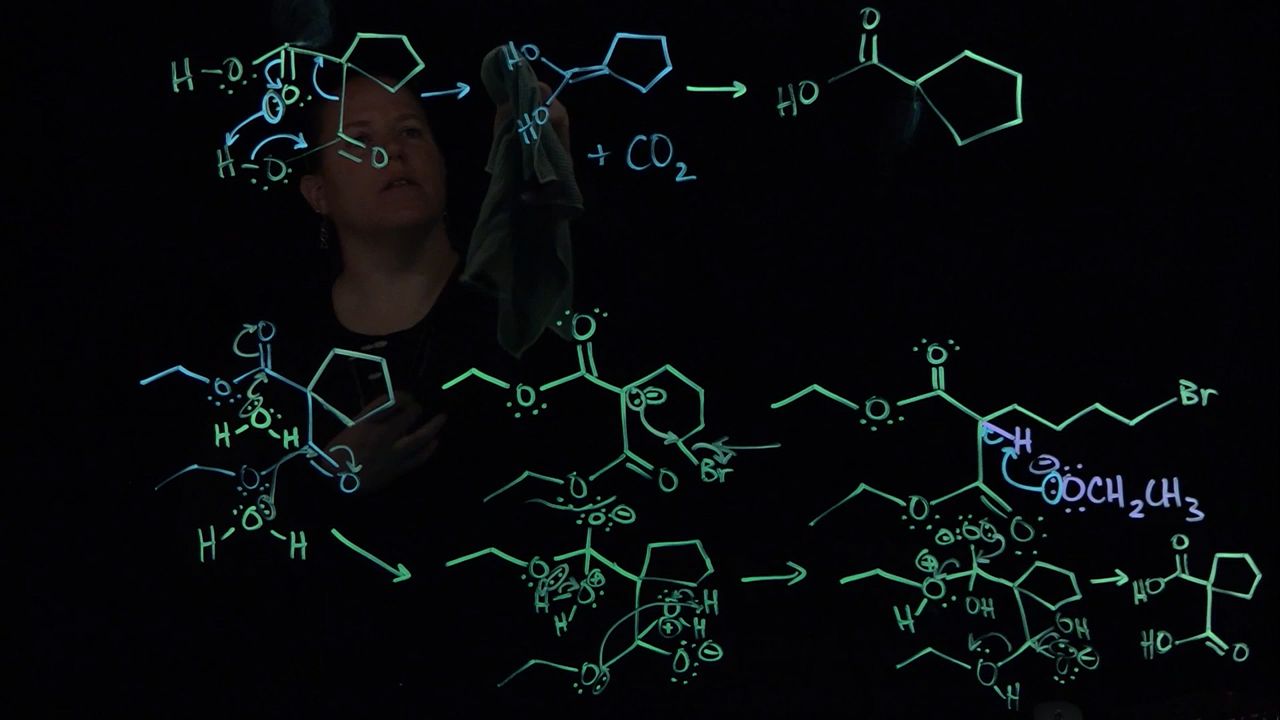 H-O O
H-O O
HO
HO
+ CO2
O
HO
O
O
H O H
O O
H O H
O
O
O O
Br
O
O
Br
H
⊖ OCH2CH3
O O
O ⊖
O ⊕ O
H H
O H
⊕ H
O O ⊖
⊖ O
⊕ O
H OH
OH
O O ⊖
H
O
HO
HO O